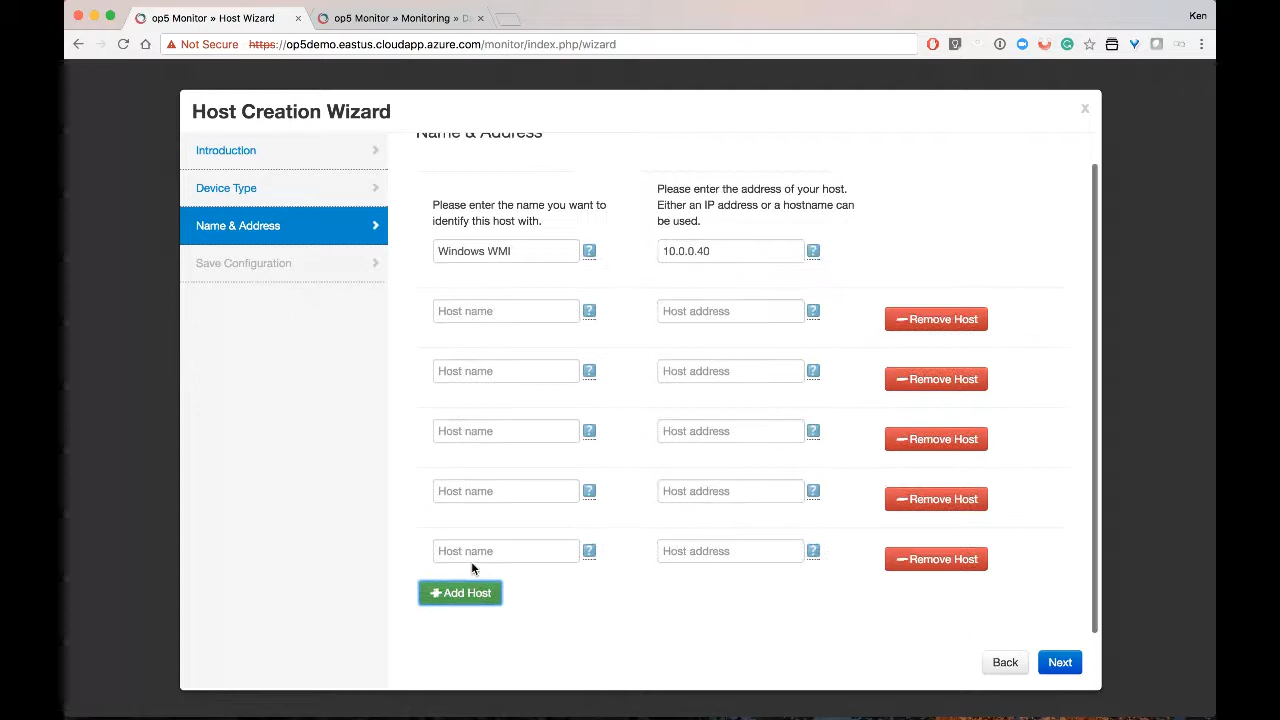 op5 Monitor » Host Wizard
op5 Monitor » Monitoring » D
Ken
Not Secure https://op5demo.eastus.cloudapp.azure.com/monitor/index.php/wizard
Host Creation Wizard
x
Introduction
Device Type
Name & Address
Save Configuration
Name & Address
Please enter the name you want to
identify this host with.
Please enter the address of your host.
Either an IP address or a hostname can
be used.
Windows WMI ? 10.0.0.40 ?
Host name ? Host address ? Remove Host
Host name ? Host address ? Remove Host
Host name ? Host address ? Remove Host
Host name ? Host address ? Remove Host
Host name ? Host address ? Remove Host
Add Host
Back Next